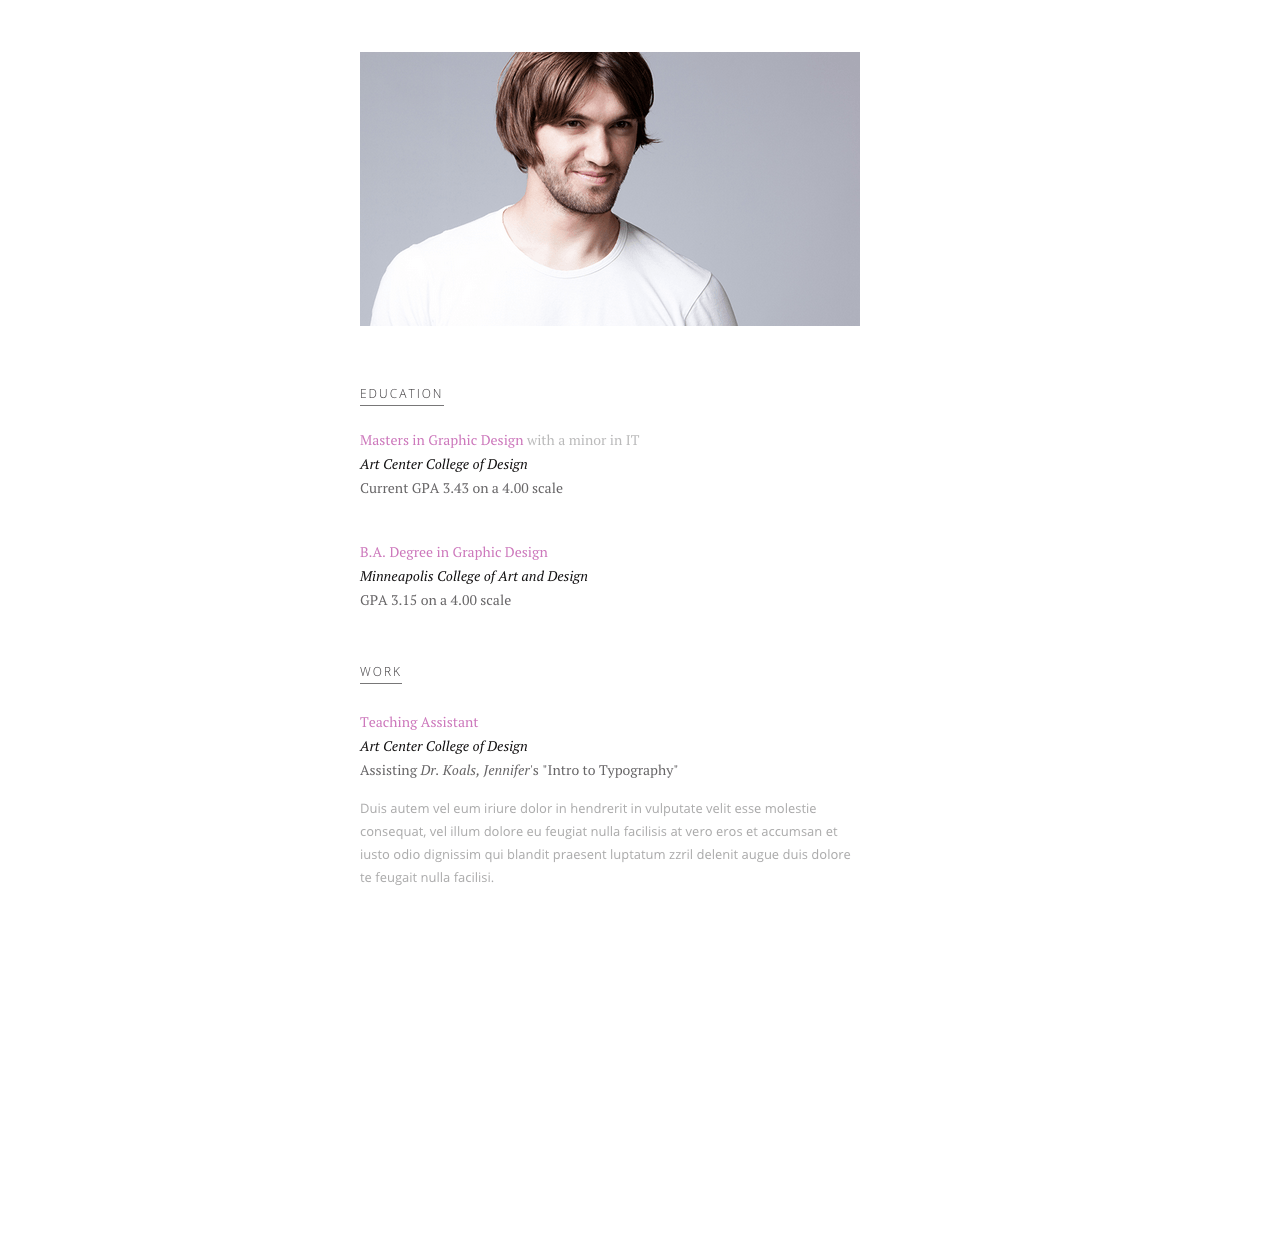 EDUCATION
Masters in Graphic Design with a minor in IT
Art Center College of Design
Current GPA 3.43 on a 4.00 scale
B.A. Degree in Graphic Design
Minneapolis College of Art and Design
GPA 3.15 on a 4.00 scale
WORK
Teaching Assistant
Art Center College of Design
Assisting Dr. Koals, Jennifer's "Intro to Typography"
Duis autem vel eum iriure dolor in hendrerit in vulputate velit esse molestie
consequat, vel illum dolore eu feugiat nulla facilisis at vero eros et accumsan et
iusto odio dignissim qui blandit praesent luptatum zzril delenit augue duis dolore
te feugait nulla facilisi.